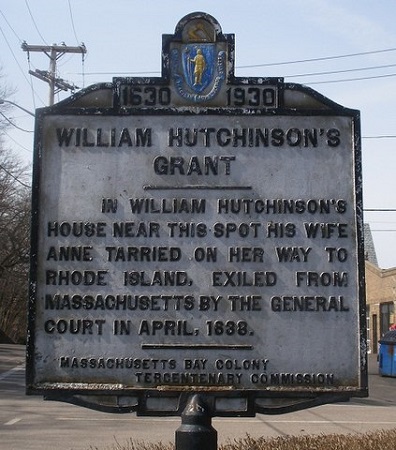 1630 1930
WILLIAM HUTCHINSON'S
GRANT
IN WILLIAM HUTCHINSON'S
HOUSE NEAR THIS SPOT HIS WIFE
ANNE TARRIED ON HER WAY TO
RHODE ISLAND, EXILED FROM
MASSACHUSETTS BY THE GENERAL
COURT IN APRIL, 1638.
MASSACHUSETTS BAY COLONY
TERCENTENARY COMMISSION